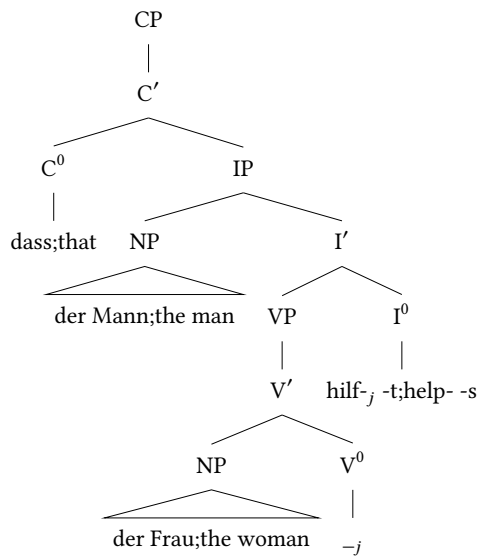 CP
C′
C⁰ IP
dass;that NP I′
der Mann;the man VP I⁰
V′ hilf-ⱼ -t;help- -s
NP V⁰
der Frau;the woman −ⱼ